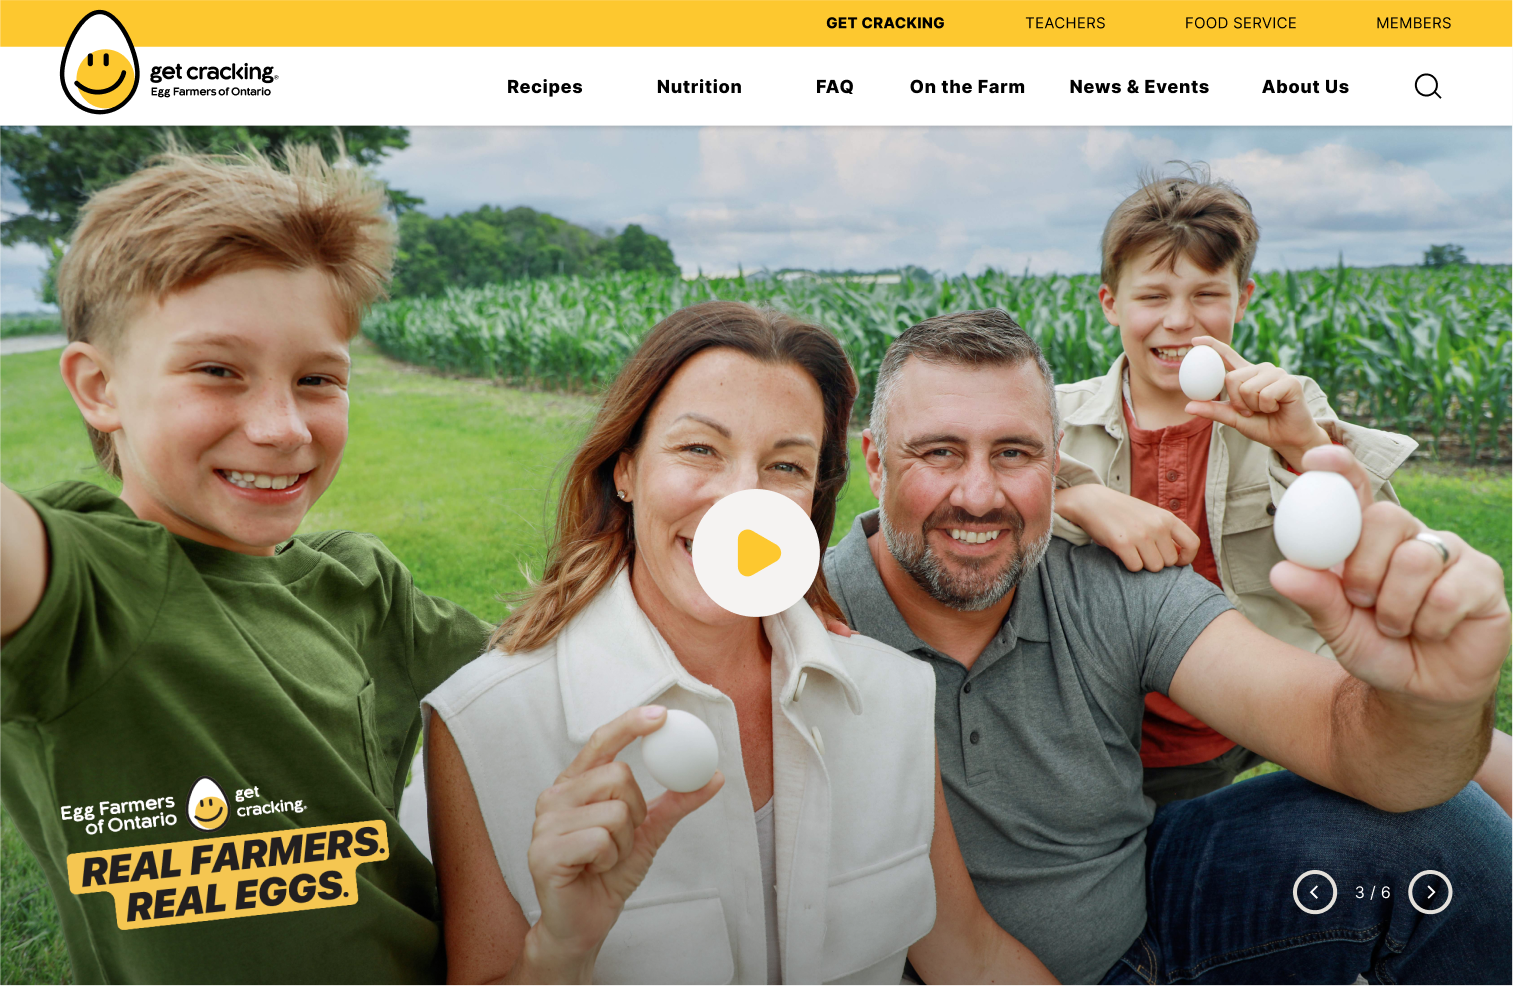 GET CRACKING
TEACHERS
FOOD SERVICE
MEMBERS
get cracking®
Egg Farmers of Ontario
Recipes
Nutrition
FAQ
On the Farm
News & Events
About Us
Egg Farmers
of Ontario
get
cracking®
REAL FARMERS.
REAL EGGS.
3 / 6